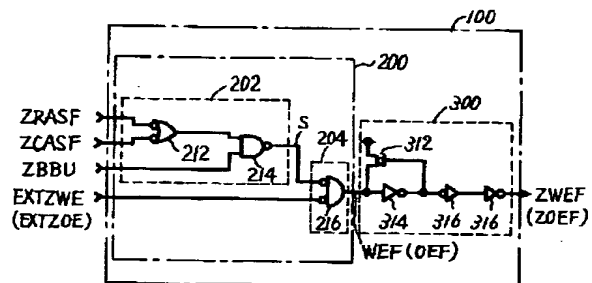 100
200
202
300
ZRASF
ZCASF
ZBBU
EXTZWE
(EXTZOE)
212
214
S
204
216
312
314
316
316
WEF(OEF)
ZWEF
(ZOEF)